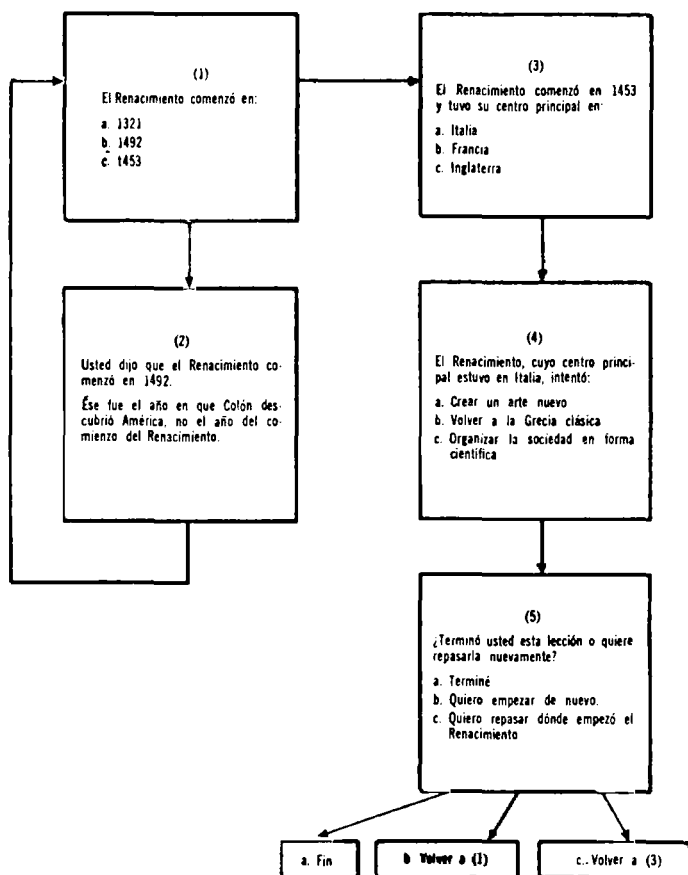 (1)
El Renacimiento comenzó en:
a. 1321
b. 1492
c. 1453
(2)
Usted dijo que el Renacimiento co-
menzó en 1492.
Ése fue el año en que Colón des-
cubrió América, no el año del co-
mienzo del Renacimiento.
(3)
El Renacimiento comenzó en 1453
y tuvo su centro principal en:
a. Italia
b. Francia
c. Inglaterra
(4)
El Renacimiento, cuyo centro princi-
pal estuvo en Italia, intentó:
a. Crear un arte nuevo
b. Volver a la Grecia clásica
c. Organizar la sociedad en forma
científica
(5)
¿Terminó usted esta lección o quiere
repasarla nuevamente?
a. Terminé
b. Quiero empezar de nuevo.
c. Quiero repasar dónde empezó el
Renacimiento
a. Fin
b Volver a (1)
c. Volver a (3)